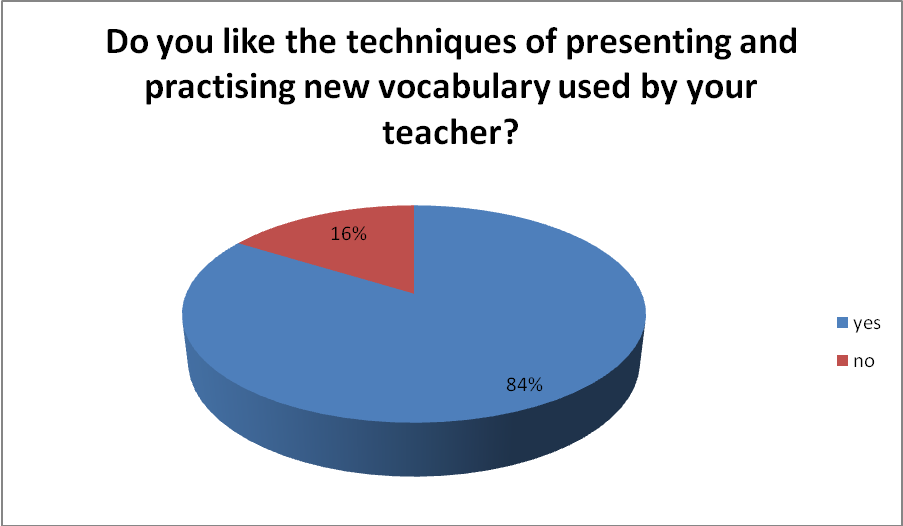 Do you like the techniques of presenting and
practising new vocabulary used by your
teacher?
16%
84%
yes
no